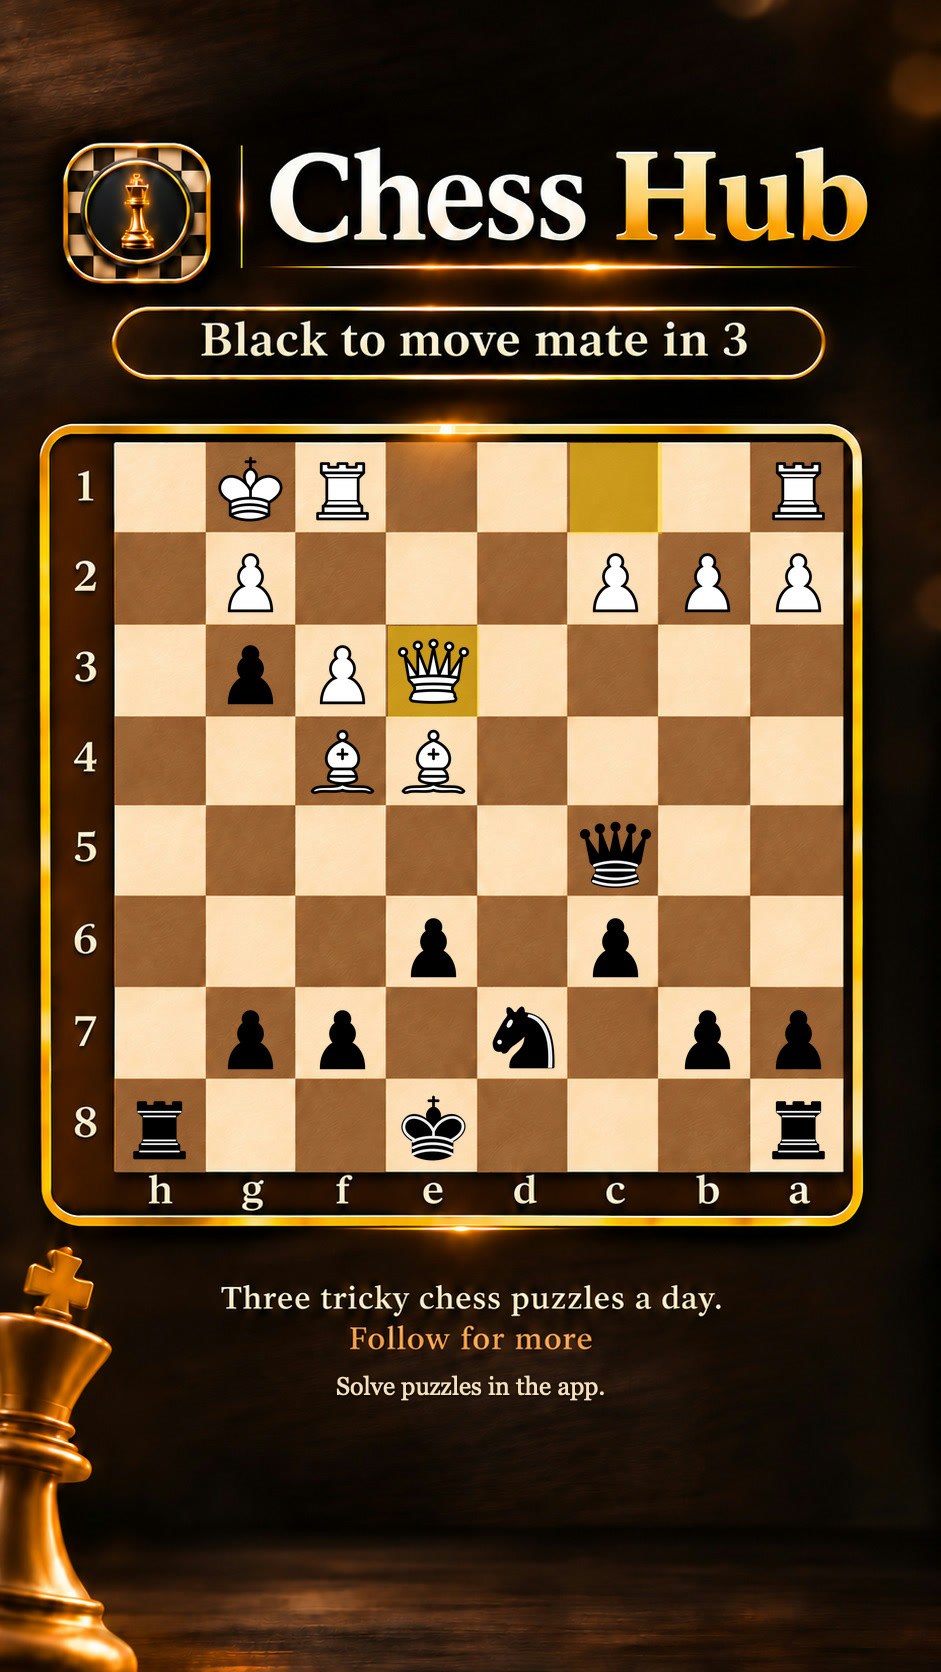 Chess Hub
Black to move mate in 3
1
2
3
4
5
6
7
8
h g f e d c b a
Three tricky chess puzzles a day.
Follow for more
Solve puzzles in the app.